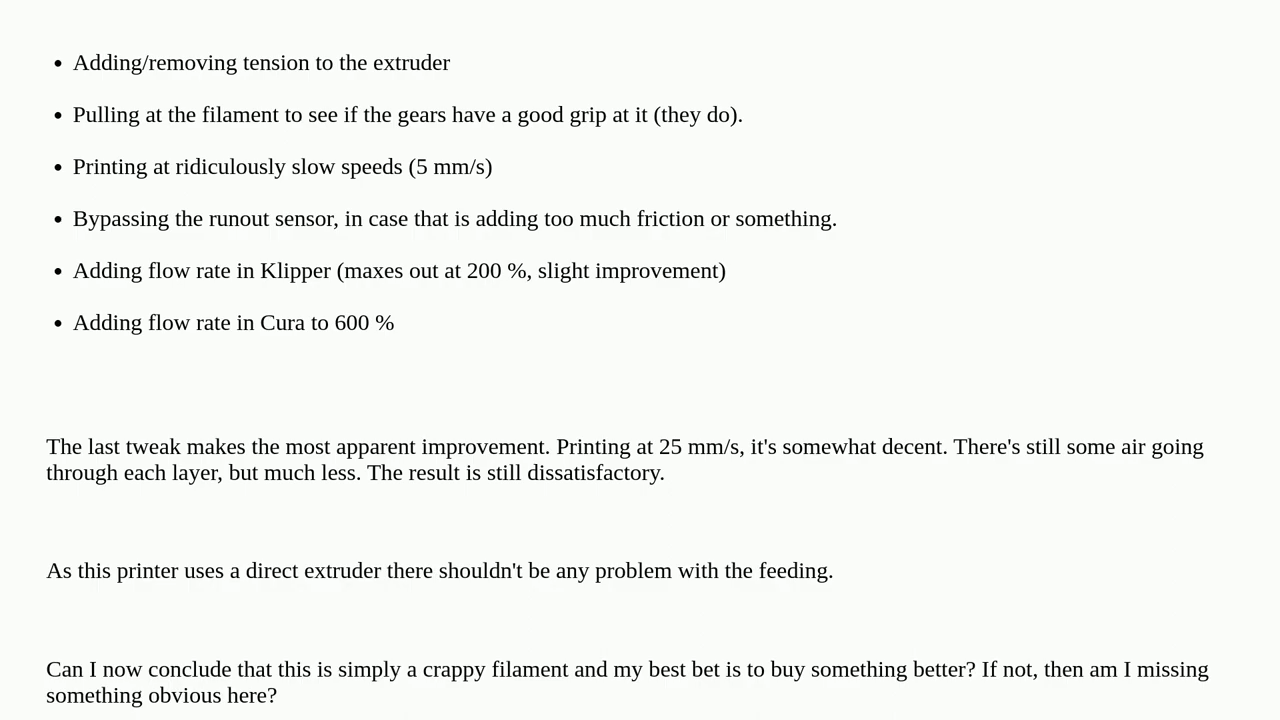 • Adding/removing tension to the extruder
• Pulling at the filament to see if the gears have a good grip at it (they do).
• Printing at ridiculously slow speeds (5 mm/s)
• Bypassing the runout sensor, in case that is adding too much friction or something.
• Adding flow rate in Klipper (maxes out at 200 %, slight improvement)
• Adding flow rate in Cura to 600 %
The last tweak makes the most apparent improvement. Printing at 25 mm/s, it's somewhat decent. There's still some air going
through each layer, but much less. The result is still dissatisfactory.
As this printer uses a direct extruder there shouldn't be any problem with the feeding.
Can I now conclude that this is simply a crappy filament and my best bet is to buy something better? If not, then am I missing
something obvious here?